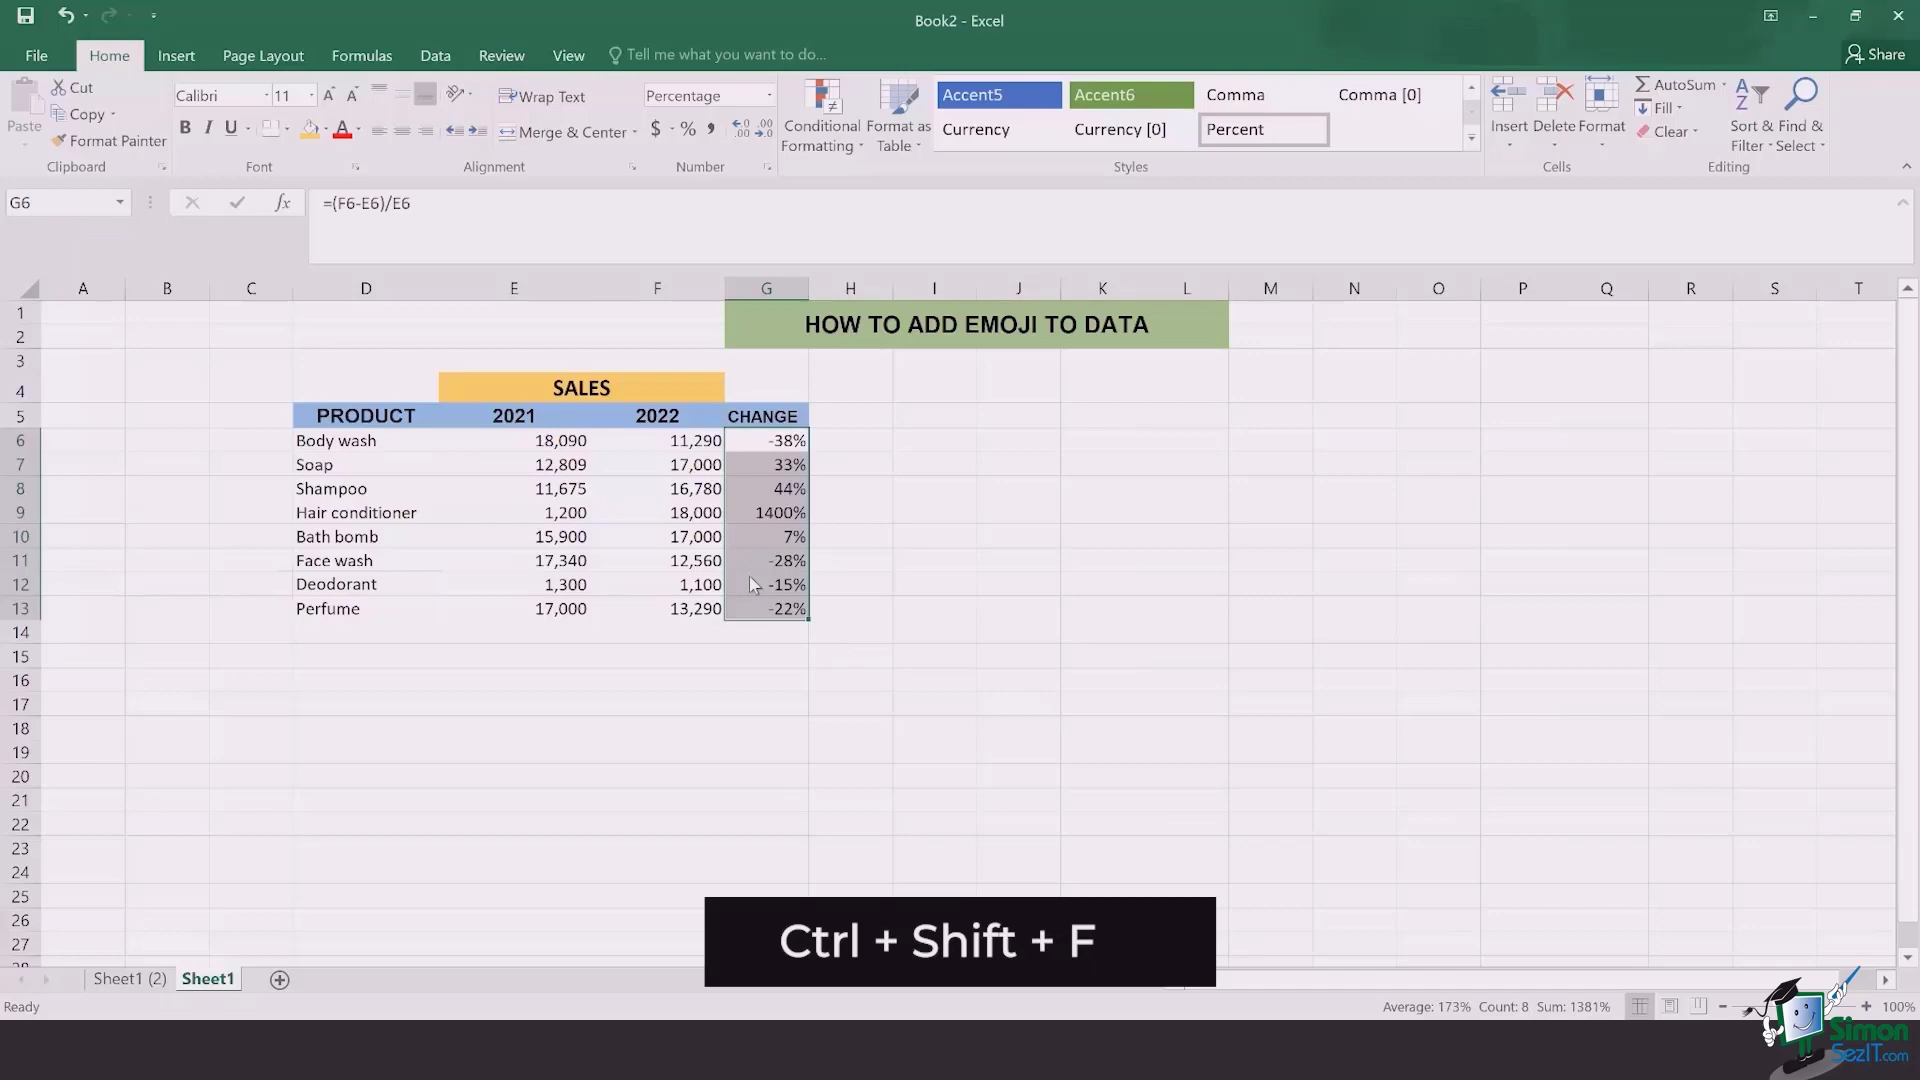 Book2 - Excel
File Home Insert Page Layout Formulas Data Review View Tell me what you want to do... Share
Paste Cut Copy Format Painter Clipboard
Calibri 11 A A B I U A Font
Wrap Text Merge & Center Alignment
Percentage $ % Number
Conditional Formatting Format as Table
Accent5 Accent6 Comma Comma [0]
Currency Currency [0] Percent
Styles
Insert Delete Format Cells
AutoSum Fill Clear Sort & Filter Find & Select Editing
G6 fx =(F6-E6)/E6
A B C D E F G H I J K L M N O P Q R S T
1 HOW TO ADD EMOJI TO DATA
2
3
4 SALES
5 PRODUCT 2021 2022 CHANGE
6 Body wash 18,090 11,290 -38%
7 Soap 12,809 17,000 33%
8 Shampoo 11,675 16,780 44%
9 Hair conditioner 1,200 18,000 1400%
10 Bath bomb 15,900 17,000 7%
11 Face wash 17,340 12,560 -28%
12 Deodorant 1,300 1,100 -15%
13 Perfume 17,000 13,290 -22%
14
15
16
17
18
19
20
21
22
23
24
25
26
27
28
Ctrl + Shift + F
Sheet1 (2) Sheet1
Ready Average: 173% Count: 8 Sum: 1381% 100%
Simon
SezIT.com